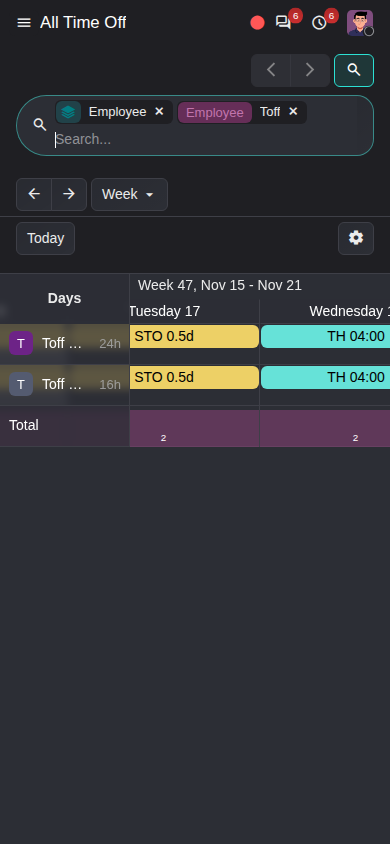 All Time Off
6
6
Employee ×
Employee Toff ×
Search...
Week
Today
Week 47, Nov 15 - Nov 21
Days
Tuesday 17
Wednesday 1
T Toff ... 24h
STO 0.5d
TH 04:00
T Toff ... 16h
STO 0.5d
TH 04:00
Total
2
2